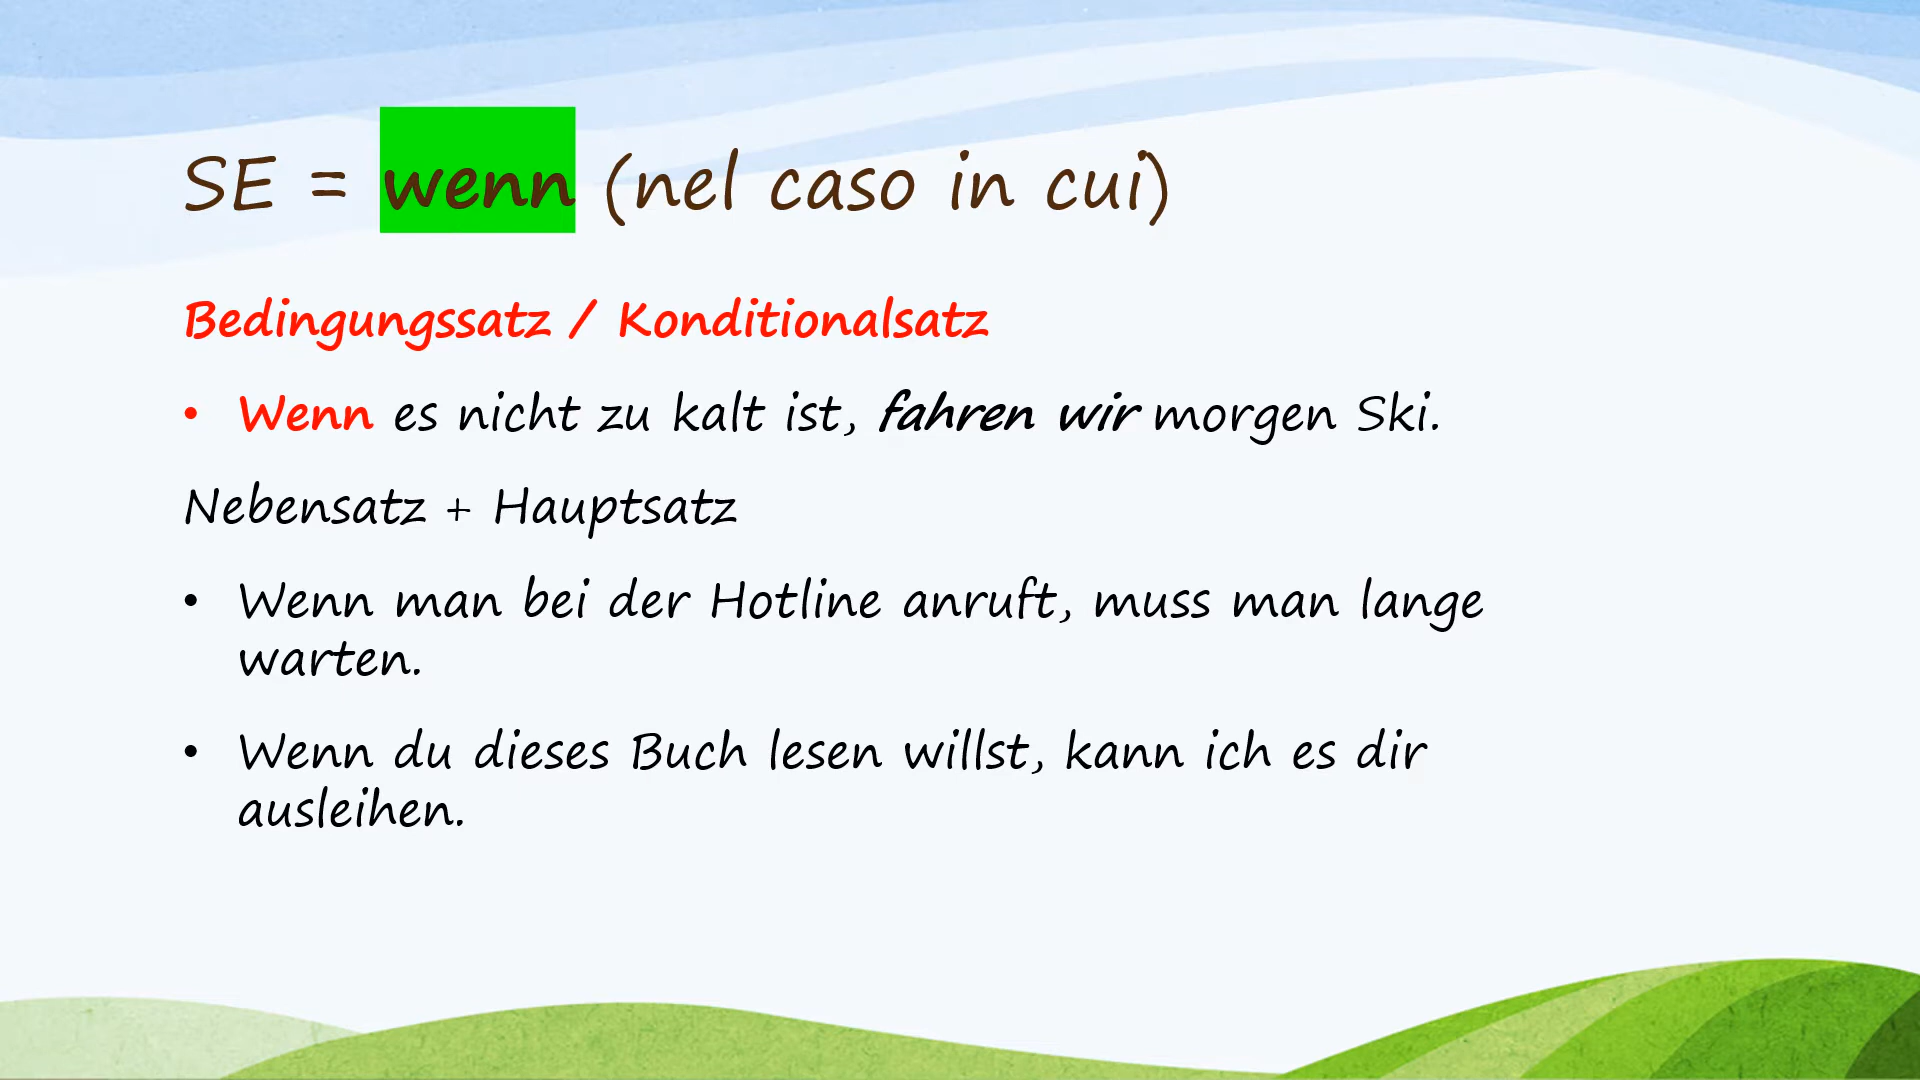 SE = wenn (nel caso in cui)
Bedingungssatz / Konditionalsatz
• Wenn es nicht zu kalt ist, fahren wir morgen Ski.
Nebensatz + Hauptsatz
• Wenn man bei der Hotline anruft, muss man lange
warten.
• Wenn du dieses Buch lesen willst, kann ich es dir
ausleihen.